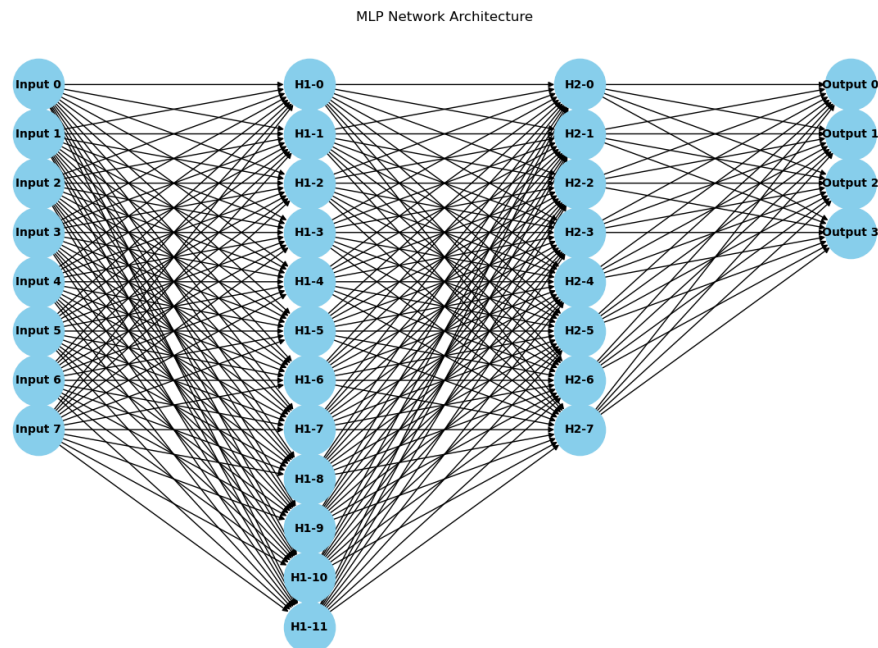 MLP Network Architecture
Input 0 H1-0 H2-0 Output 0
Input 1 H1-1 H2-1 Output 1
Input 2 H1-2 H2-2 Output 2
Input 3 H1-3 H2-3 Output 3
Input 4 H1-4 H2-4
Input 5 H1-5 H2-5
Input 6 H1-6 H2-6
Input 7 H1-7 H2-7
H1-8
H1-9
H1-10
H1-11